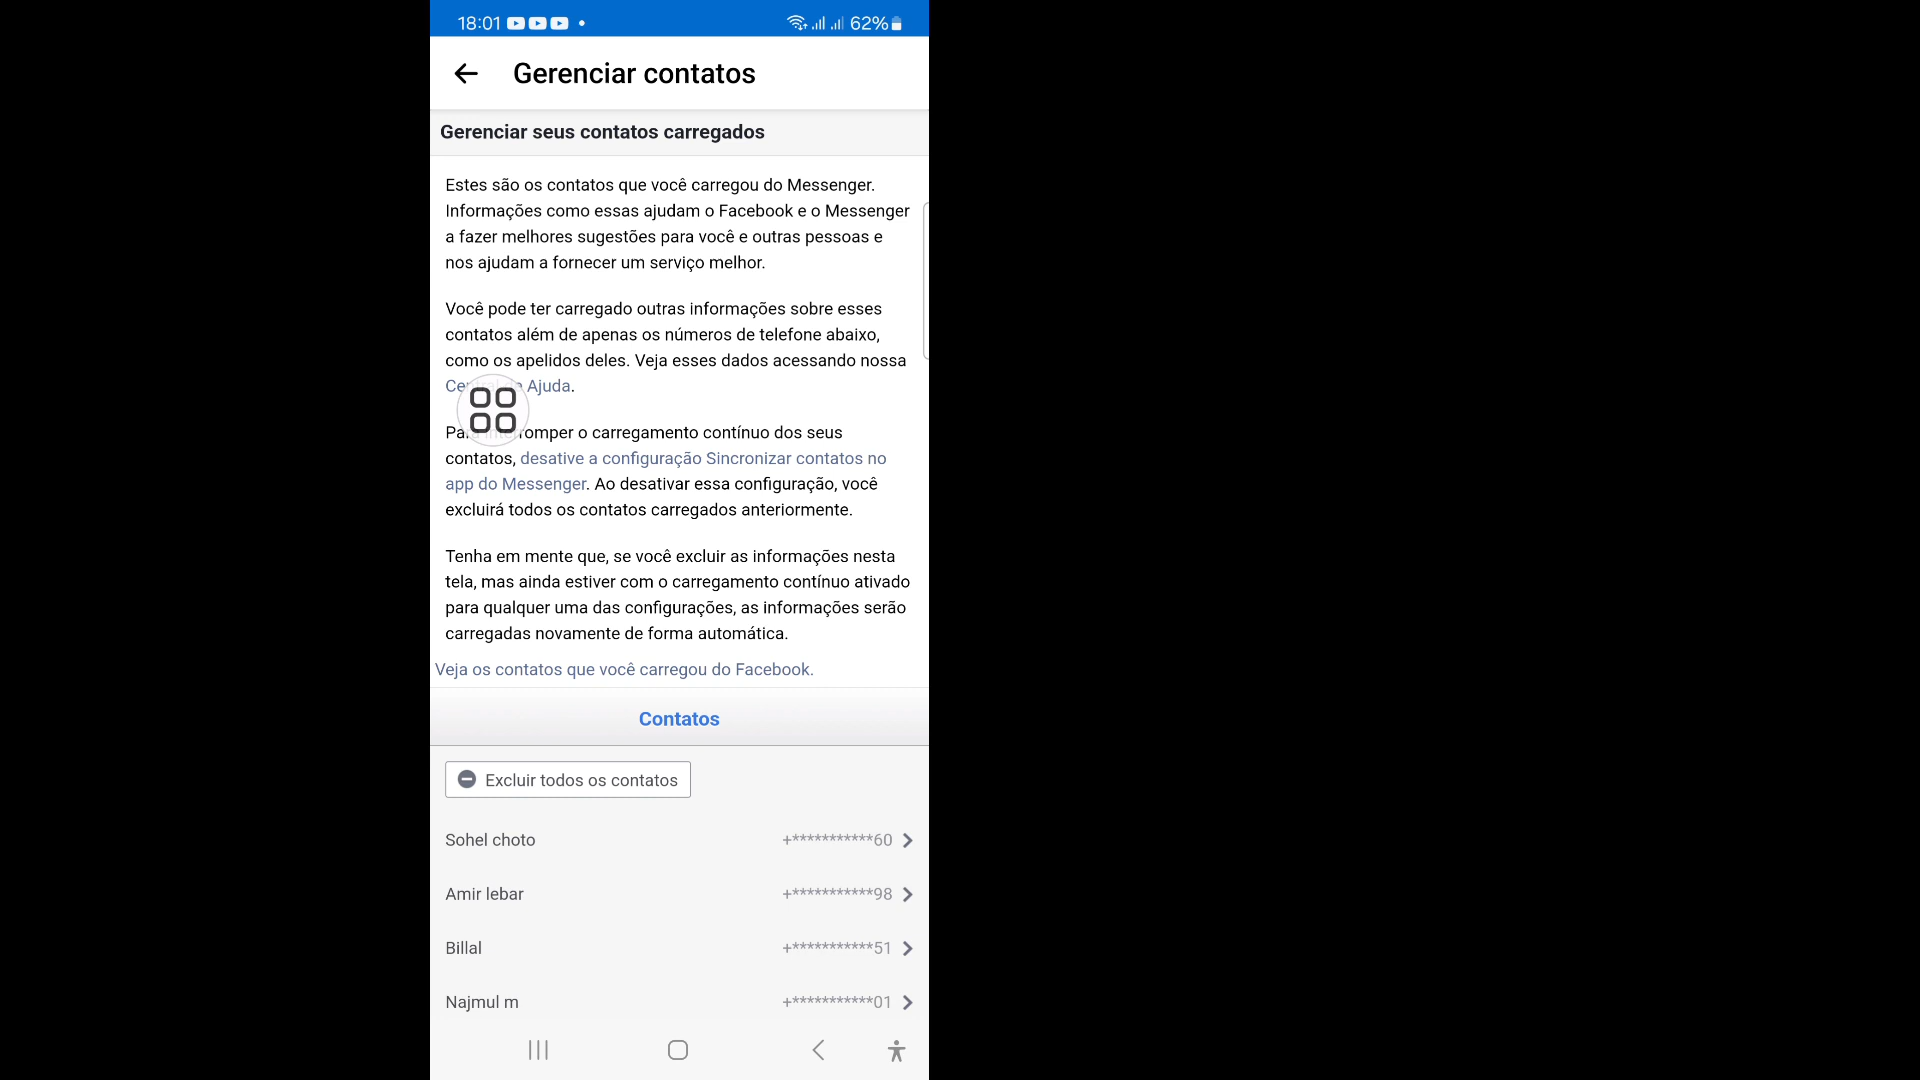 18:01
62%
Gerenciar contatos
Gerenciar seus contatos carregados
Estes são os contatos que você carregou do Messenger.
Informações como essas ajudam o Facebook e o Messenger
a fazer melhores sugestões para você e outras pessoas e
nos ajudam a fornecer um serviço melhor.
Você pode ter carregado outras informações sobre esses
contatos além de apenas os números de telefone abaixo,
como os apelidos deles. Veja esses dados acessando nossa
Central de Ajuda.
Para interromper o carregamento contínuo dos seus
contatos, desative a configuração Sincronizar contatos no
app do Messenger. Ao desativar essa configuração, você
excluirá todos os contatos carregados anteriormente.
Tenha em mente que, se você excluir as informações nesta
tela, mas ainda estiver com o carregamento contínuo ativado
para qualquer uma das configurações, as informações serão
carregadas novamente de forma automática.
Veja os contatos que você carregou do Facebook.
Contatos
Excluir todos os contatos
Sohel choto +***********60
Amir lebar +***********98
Billal +***********51
Najmul m +***********01